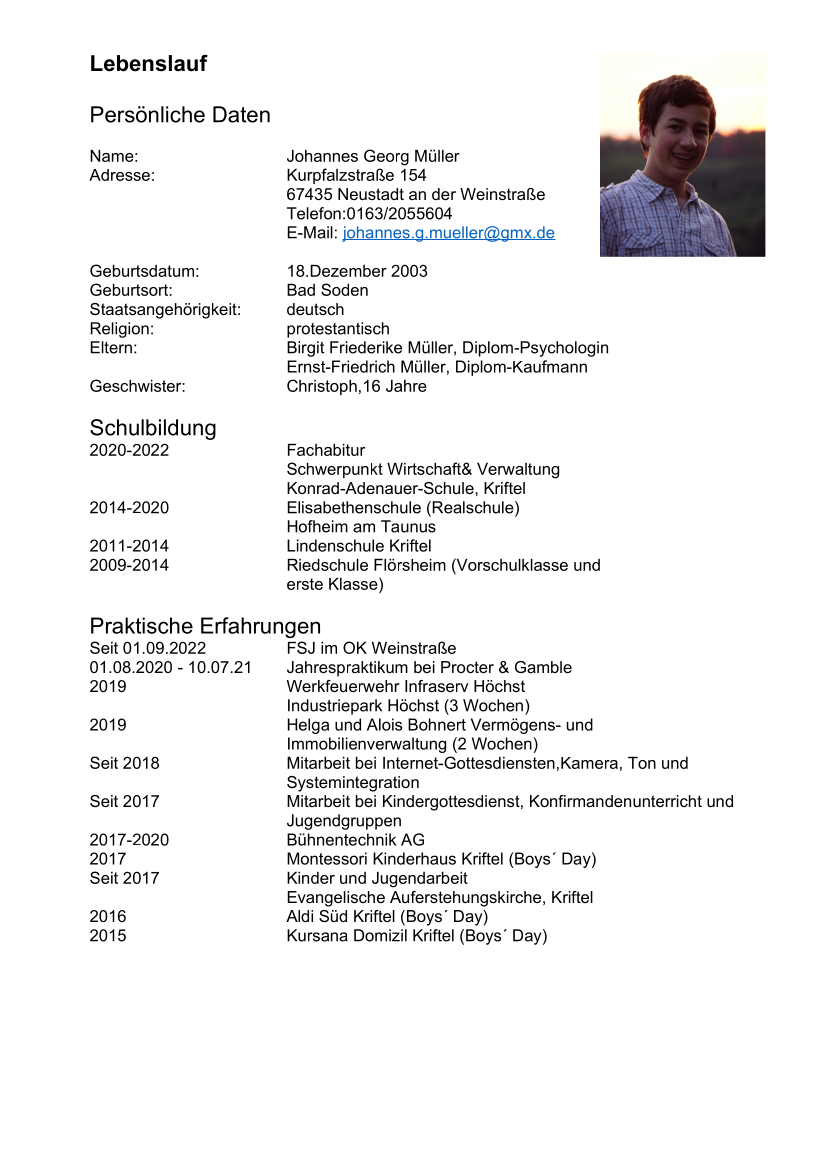 Lebenslauf
Persönliche Daten
Name: Johannes Georg Müller
Adresse: Kurpfalzstraße 154
67435 Neustadt an der Weinstraße
Telefon:0163/2055604
E-Mail: johannes.g.mueller@gmx.de
Geburtsdatum: 18.Dezember 2003
Geburtsort: Bad Soden
Staatsangehörigkeit: deutsch
Religion: protestantisch
Eltern: Birgit Friederike Müller, Diplom-Psychologin
Ernst-Friedrich Müller, Diplom-Kaufmann
Geschwister: Christoph,16 Jahre
Schulbildung
2020-2022 Fachabitur
Schwerpunkt Wirtschaft& Verwaltung
Konrad-Adenauer-Schule, Kriftel
2014-2020 Elisabethenschule (Realschule)
Hofheim am Taunus
2011-2014 Lindenschule Kriftel
2009-2014 Riedschule Flörsheim (Vorschulklasse und
erste Klasse)
Praktische Erfahrungen
Seit 01.09.2022 FSJ im OK Weinstraße
01.08.2020 - 10.07.21 Jahrespraktikum bei Procter & Gamble
2019 Werkfeuerwehr Infraserv Höchst
Industriepark Höchst (3 Wochen)
2019 Helga und Alois Bohnert Vermögens- und
Immobilienverwaltung (2 Wochen)
Seit 2018 Mitarbeit bei Internet-Gottesdiensten,Kamera, Ton und
Systemintegration
Seit 2017 Mitarbeit bei Kindergottesdienst, Konfirmandenunterricht und
Jugendgruppen
2017-2020 Bühnentechnik AG
2017 Montessori Kinderhaus Kriftel (Boys´ Day)
Seit 2017 Kinder und Jugendarbeit
Evangelische Auferstehungskirche, Kriftel
2016 Aldi Süd Kriftel (Boys´ Day)
2015 Kursana Domizil Kriftel (Boys´ Day)